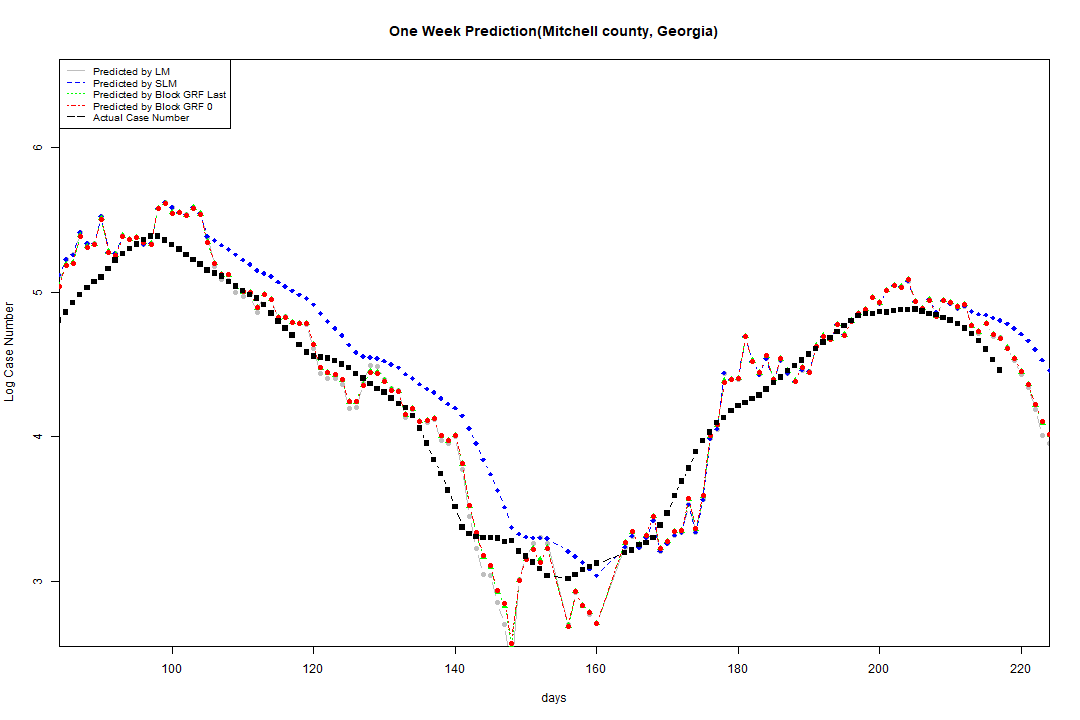 One Week Prediction(Mitchell county, Georgia)
Predicted by LM
Predicted by SLM
Predicted by Block GRF Last
Predicted by Block GRF 0
Actual Case Number
6
5
4
3
Log Case Number
100 120 140 160 180 200 220
days